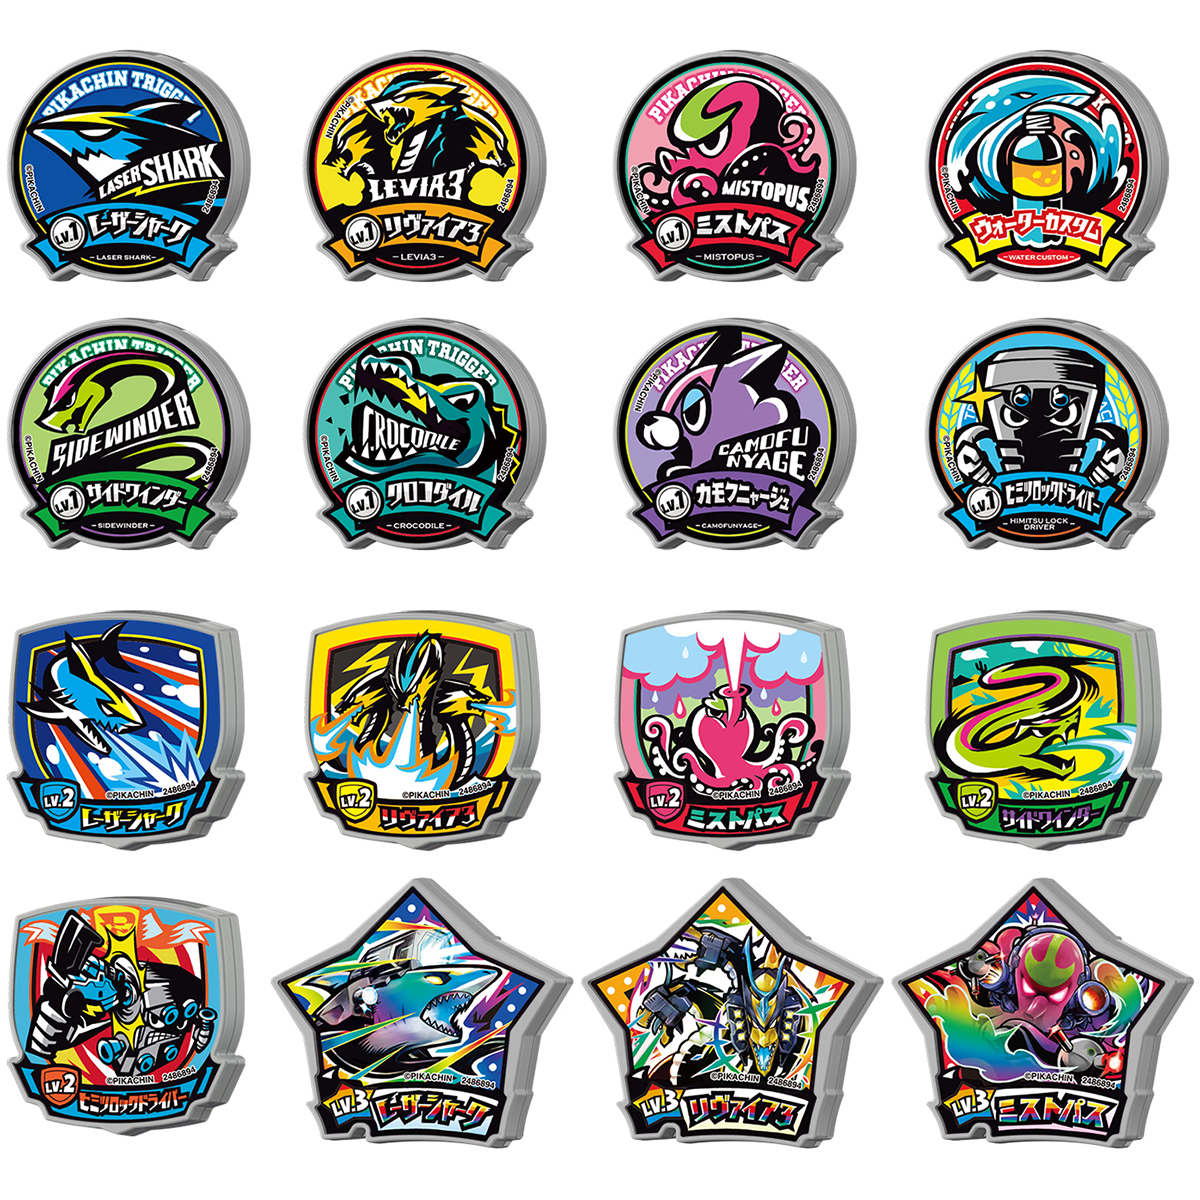 PIKACHIN TRIGGER
LASER SHARK
©PIKACHIN
2486894
LV.1 レーザーシャーク
-LASER SHARK-
LEVIA3
©PIKACHIN
2486894
LV.1 リヴァイア3
-LEVIA3-
PIKACHIN TRIGGER
MISTOPUS
©PIKACHIN
2486894
LV.1 ミストパス
-MISTOPUS-
©PIKACHIN
2486894
ウォーターカスタム
-WATER CUSTOM-
PIKACHIN TRIGGER
SIDEWINDER
©PIKACHIN
2486894
LV.1 サイドワインダー
-SIDEWINDER-
CHIN TRIGGER
CROCODILE
©PIKACHIN
2486894
LV.1 クロコダイル
-CROCODILE-
CAMOFU
NYAGE
©PIKACHIN
2486894
LV.1 カモフニャージュ
-CAMOFUNYAGE-
©PIKACHIN
2486894
LV.1 ヒミツロックドライバー
-HIMITSU LOCK
DRIVER-
©PIKACHIN 2486894
LV.2 レーザーシャーク
©PIKACHIN 2486894
LV.2 リヴァイア3
©PIKACHIN 2486894
LV.2 ミストパス
©PIKACHIN 2486894
LV.2 サイドワインダー
©PIKACHIN 2486894
LV.2 ヒミツロックドライバー
©PIKACHIN 2486894
LV.3 レーザーシャーク
©PIKACHIN 2486894
LV.3 リヴァイア3
©PIKACHIN 2486894
LV.3 ミストパス